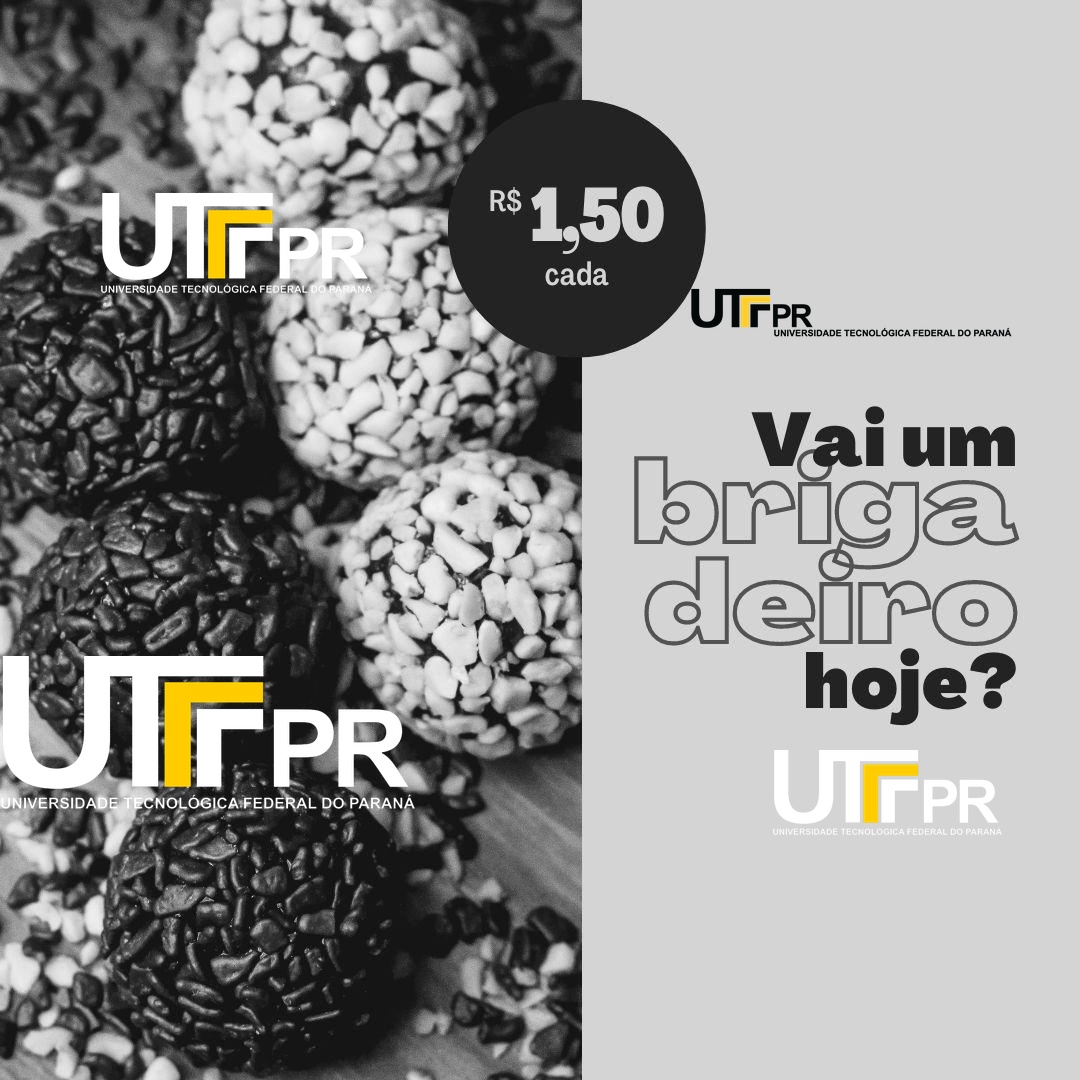 UTFPR
UNIVERSIDADE TECNOLÓGICA FEDERAL DO PARANÁ
R$ 1,50
cada
UTFPR
UNIVERSIDADE TECNOLÓGICA FEDERAL DO PARANÁ
Vai um
briga
deiro
hoje?
UTFPR
UNIVERSIDADE TECNOLÓGICA FEDERAL DO PARANÁ
UTFPR
UNIVERSIDADE TECNOLÓGICA FEDERAL DO PARANÁ